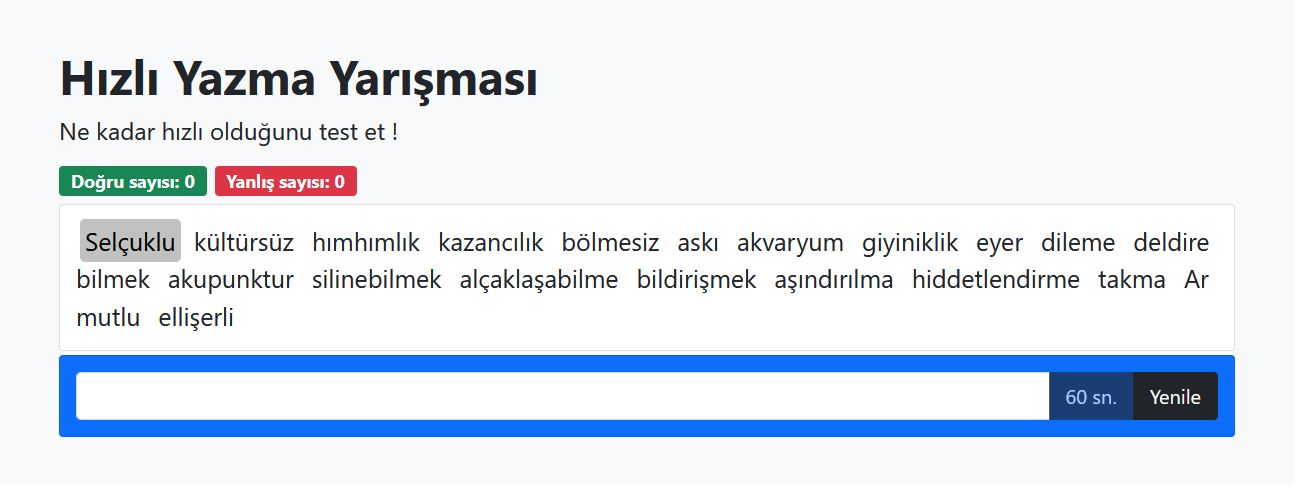 Hızlı Yazma Yarışması
Ne kadar hızlı olduğunu test et !
Doğru sayısı: 0 Yanlış sayısı: 0
Selçuklu kültürsüz hımhımlık kazancılık bölmesiz askı akvaryum giyiniklik eyer dileme deldire
bilmek akupunktur silinebilmek alçaklaşabilme bildirişmek aşındırılma hiddetlendirme takma Ar
mutlu ellişerli
60 sn. Yenile